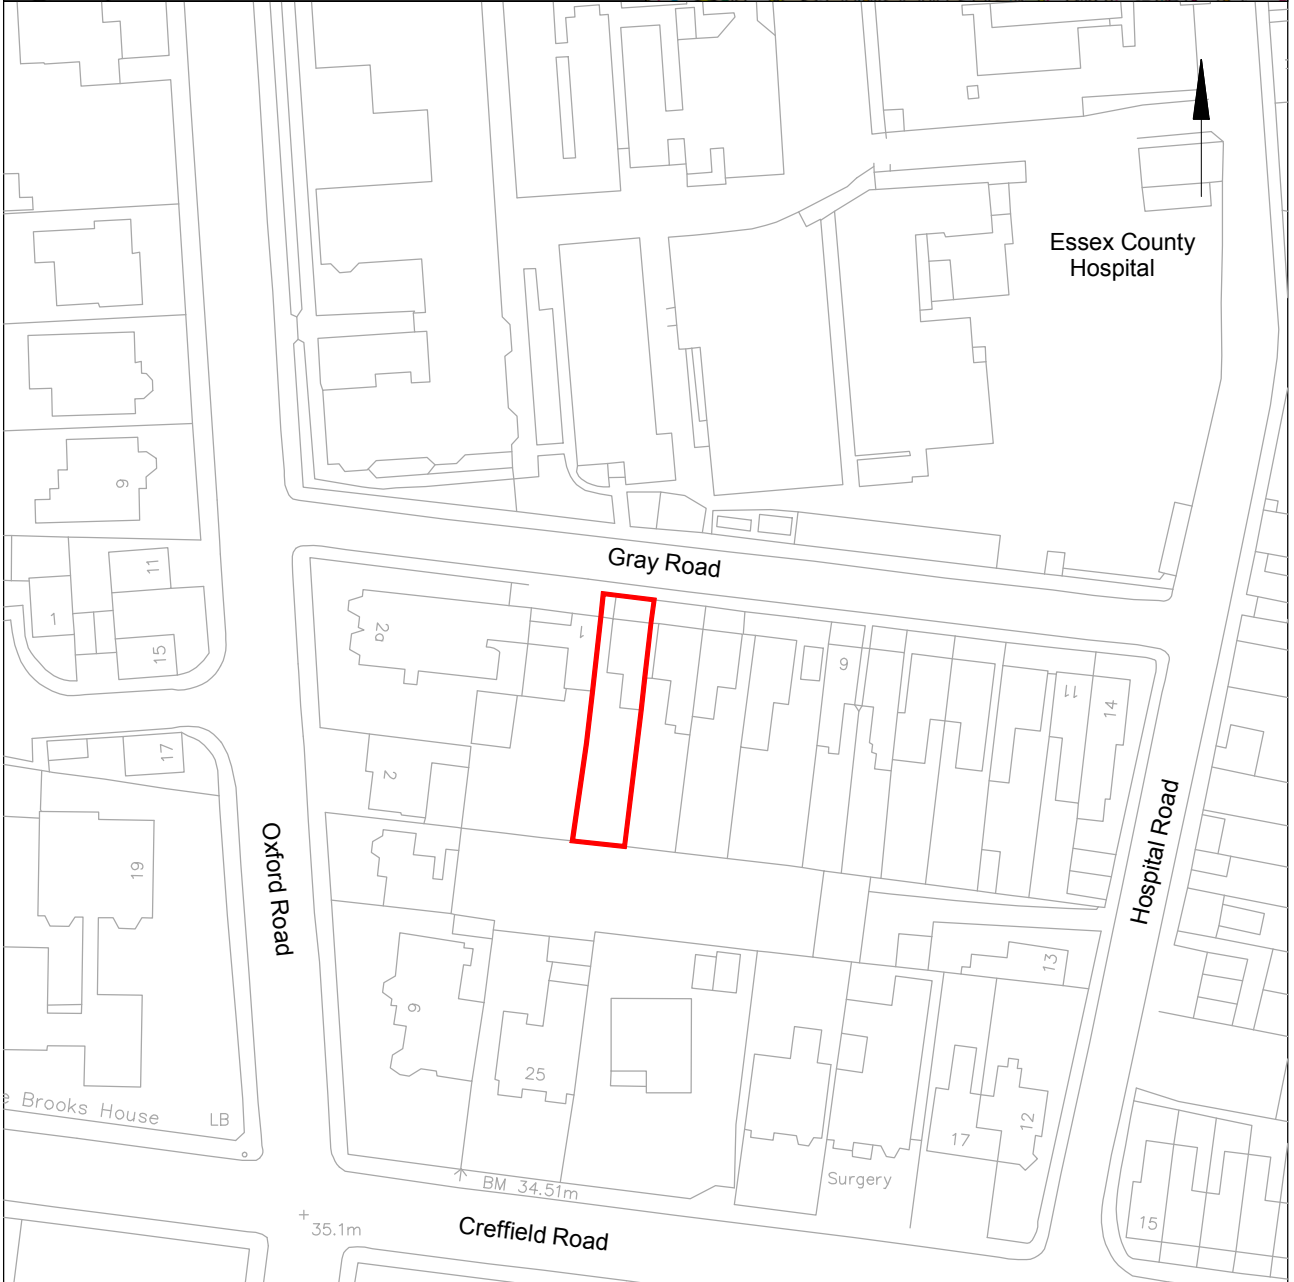 Essex County
Hospital
9
Gray Road
11
1
15
2a
1
9
11
14
17
2
Oxford Road
19
Hospital Road
13
9
25
Brooks House
LB
17
12
BM 34.51m
Surgery
35.1m
Creffield Road
15